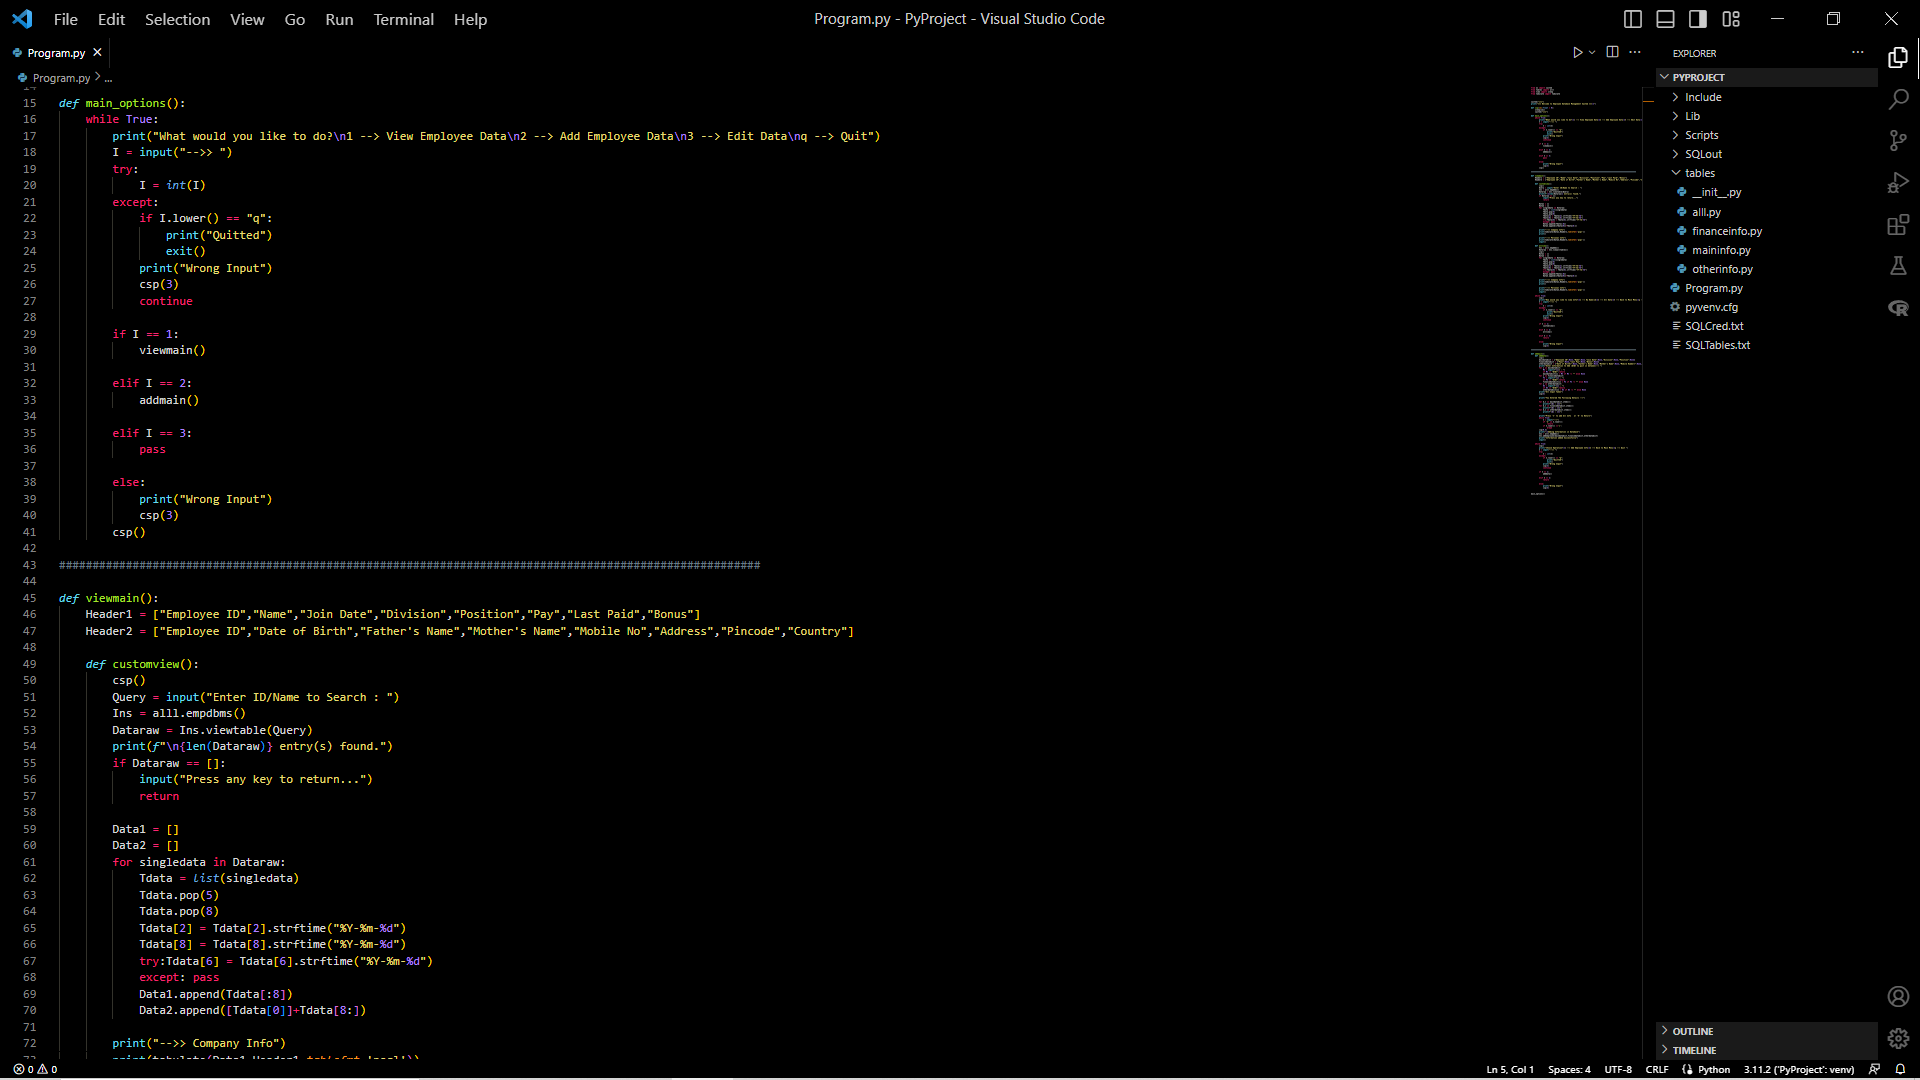 File Edit Selection View Go Run Terminal Help
Program.py - PyProject - Visual Studio Code
Program.py
Program.py > ...
15 def main_options():
16     while True:
17         print("What would you like to do?\n1 --> View Employee Data\n2 --> Add Employee Data\n3 --> Edit Data\nq --> Quit")
18         I = input("-->> ")
19         try:
20             I = int(I)
21         except:
22             if I.lower() == "q":
23                 print("Quitted")
24                 exit()
25             print("Wrong Input")
26             csp(3)
27             continue
28
29         if I == 1:
30             viewmain()
31
32         elif I == 2:
33             addmain()
34
35         elif I == 3:
36             pass
37
38         else:
39             print("Wrong Input")
40             csp(3)
41         csp()
42
43 #########################################################################################################
44
45 def viewmain():
46     Header1 = ["Employee ID","Name","Join Date","Division","Position","Pay","Last Paid","Bonus"]
47     Header2 = ["Employee ID","Date of Birth","Father's Name","Mother's Name","Mobile No","Address","Pincode","Country"]
48
49     def customview():
50         csp()
51         Query = input("Enter ID/Name to Search : ")
52         Ins = alll.empdbms()
53         Dataraw = Ins.viewtable(Query)
54         print(f"\n{len(Dataraw)} entry(s) found.")
55         if Dataraw == []:
56             input("Press any key to return...")
57             return
58
59         Data1 = []
60         Data2 = []
61         for singledata in Dataraw:
62             Tdata = list(singledata)
63             Tdata.pop(5)
64             Tdata.pop(8)
65             Tdata[2] = Tdata[2].strftime("%Y-%m-%d")
66             Tdata[8] = Tdata[8].strftime("%Y-%m-%d")
67             try:Tdata[6] = Tdata[6].strftime("%Y-%m-%d")
68             except: pass
69             Data1.append(Tdata[:8])
70             Data2.append([Tdata[0]]+Tdata[8:])
71
72         print("-->> Company Info")
EXPLORER
PYPROJECT
Include
Lib
Scripts
SQLout
tables
__init__.py
alll.py
financeinfo.py
maininfo.py
otherinfo.py
Program.py
pyvenv.cfg
SQLCred.txt
SQLTables.txt
OUTLINE
TIMELINE
0 0
Ln 5, Col 1 Spaces: 4 UTF-8 CRLF Python 3.11.2 ('PyProject': venv)